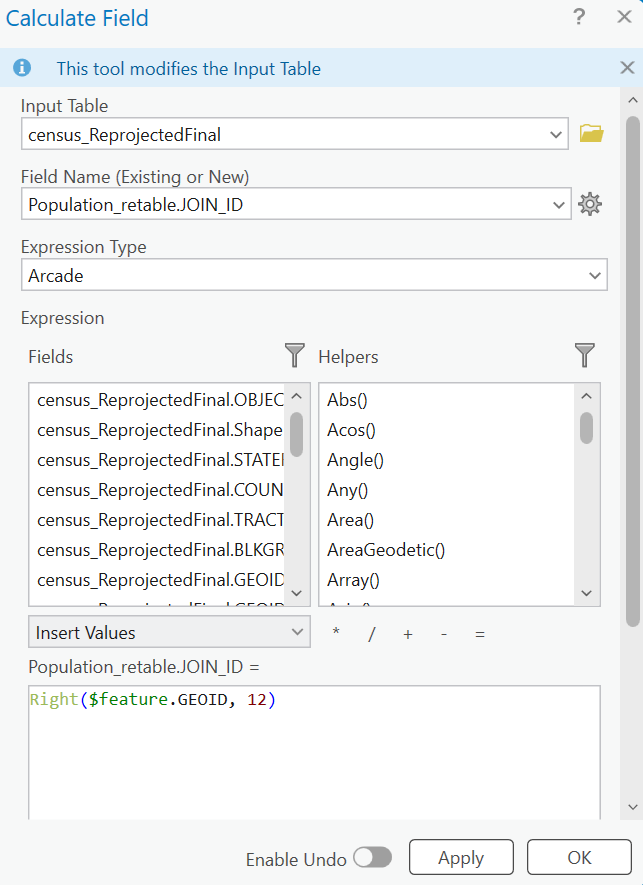 Calculate Field ? ×
This tool modifies the Input Table ×
Input Table
census_ReprojectedFinal
Field Name (Existing or New)
Population_retable.JOIN_ID
Expression Type
Arcade
Expression
Fields Helpers
census_ReprojectedFinal.OBJEC Abs()
census_ReprojectedFinal.Shape Acos()
census_ReprojectedFinal.STATEI Angle()
census_ReprojectedFinal.COUN Any()
census_ReprojectedFinal.TRACT Area()
census_ReprojectedFinal.BLKGR AreaGeodetic()
census_ReprojectedFinal.GEOID Array()
Insert Values * / + - =
Population_retable.JOIN_ID =
Right($feature.GEOID, 12)
Enable Undo Apply OK